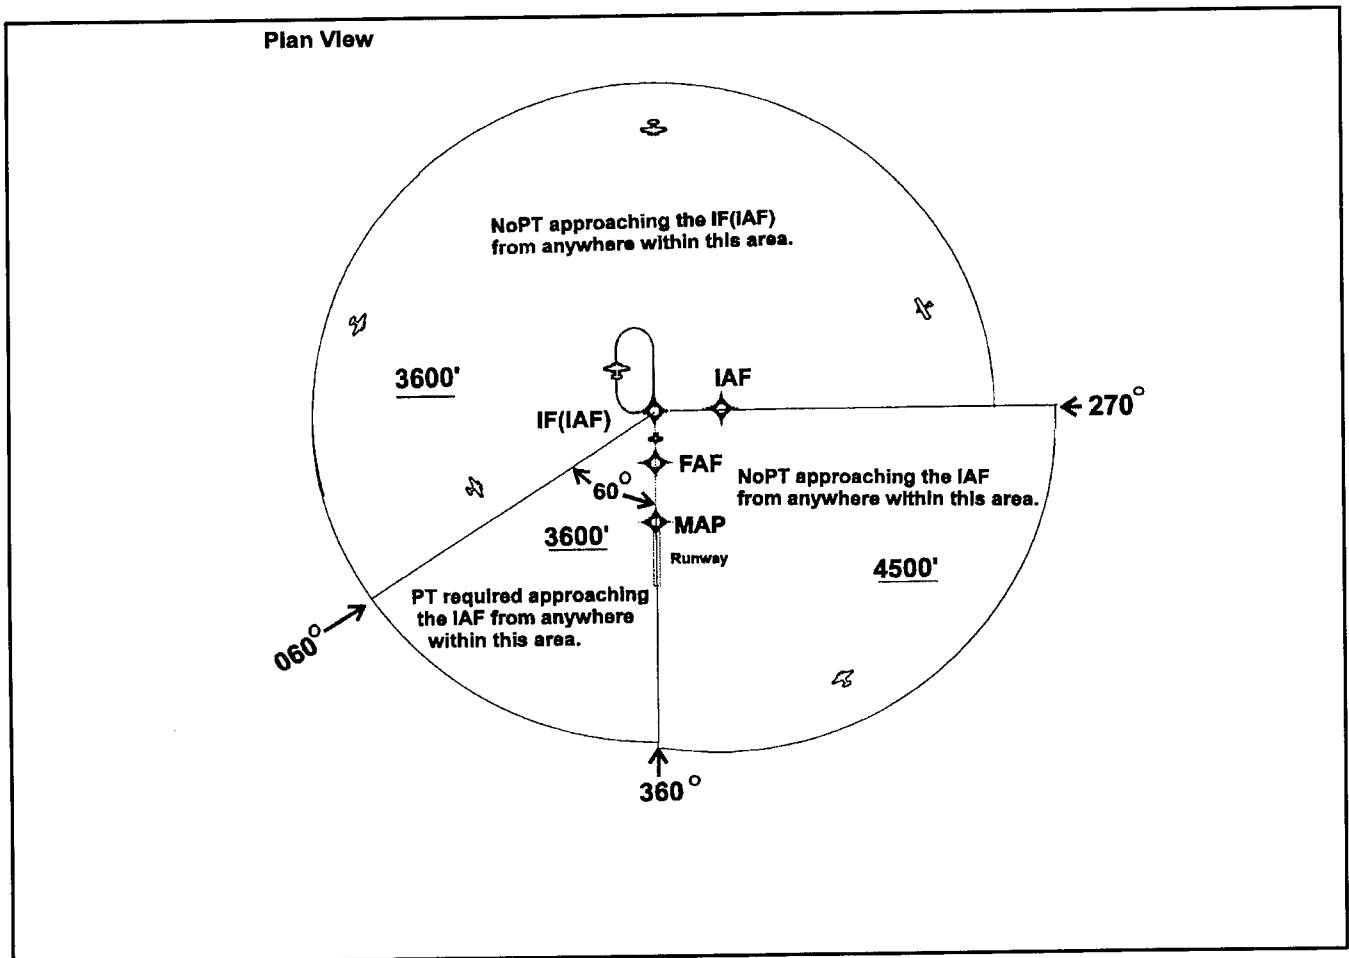 Plan View
NoPT approaching the IF(IAF)
from anywhere within this area.
3600'
IAF
270°
IF(IAF)
FAF
60°
NoPT approaching the IAF
from anywhere within this area.
MAP
3600'
Runway
4500'
PT required approaching
the IAF from anywhere
within this area.
060°
360°